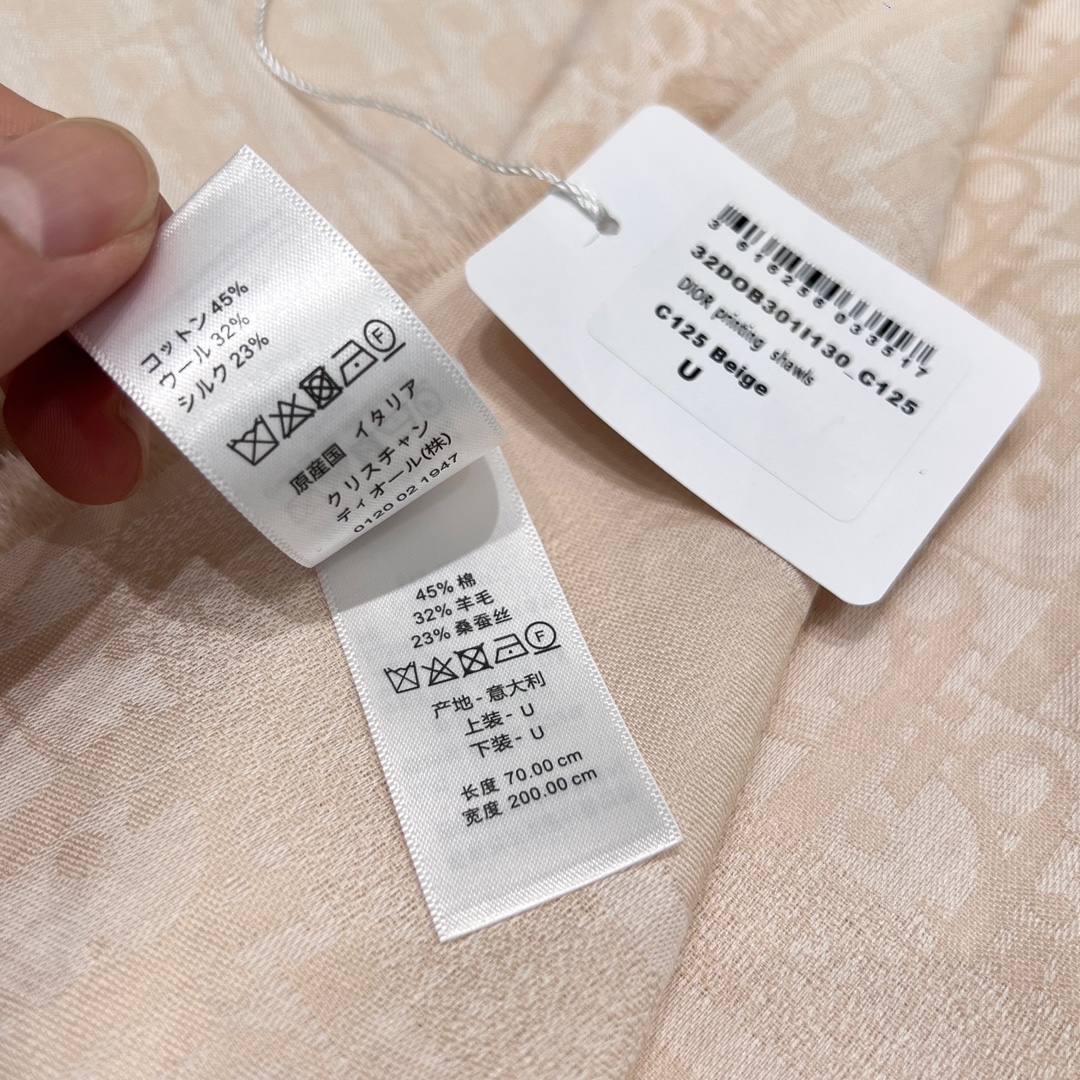 コットン 45%
ウール 32%
シルク 23%
F
原産国 イタリア
クリスチャン
ディオール(株)
0120 02 1947
45% 棉
32% 羊毛
23% 桑蚕丝
F
产地 - 意大利
上装 - U
下装 - U
长度 70.00 cm
宽度 200.00 cm
32DOB301I130_C125
DIOR printing shawls
C125 Beige
U